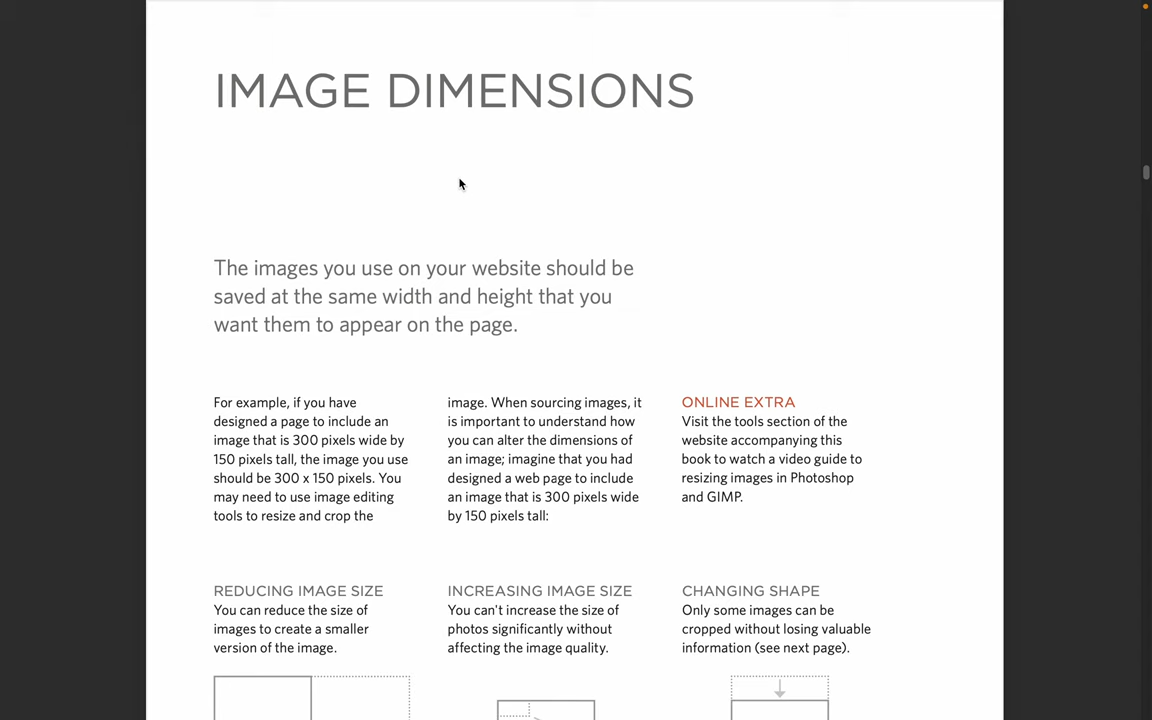 IMAGE DIMENSIONS
The images you use on your website should be
saved at the same width and height that you
want them to appear on the page.
For example, if you have
designed a page to include an
image that is 300 pixels wide by
150 pixels tall, the image you use
should be 300 x 150 pixels. You
may need to use image editing
tools to resize and crop the
image. When sourcing images, it
is important to understand how
you can alter the dimensions of
an image; imagine that you had
designed a web page to include
an image that is 300 pixels wide
by 150 pixels tall:
ONLINE EXTRA
Visit the tools section of the
website accompanying this
book to watch a video guide to
resizing images in Photoshop
and GIMP.
REDUCING IMAGE SIZE
You can reduce the size of
images to create a smaller
version of the image.
INCREASING IMAGE SIZE
You can't increase the size of
photos significantly without
affecting the image quality.
CHANGING SHAPE
Only some images can be
cropped without losing valuable
information (see next page).